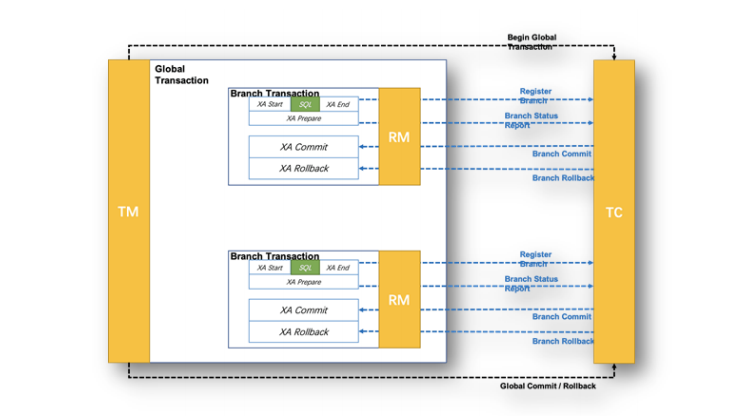 Begin Global
Transaction
Global
Transaction
Branch Transaction
XA Start
SQL
XA End
XA Prepare
XA Commit
XA Rollback
RM
Register
Branch
Branch Status
Report
Branch Commit
Branch Rollback
TM
TC
Branch Transaction
XA Start
SQL
XA End
XA Prepare
XA Commit
XA Rollback
RM
Register
Branch
Branch Status
Report
Branch Commit
Branch Rollback
Global Commit / Rollback